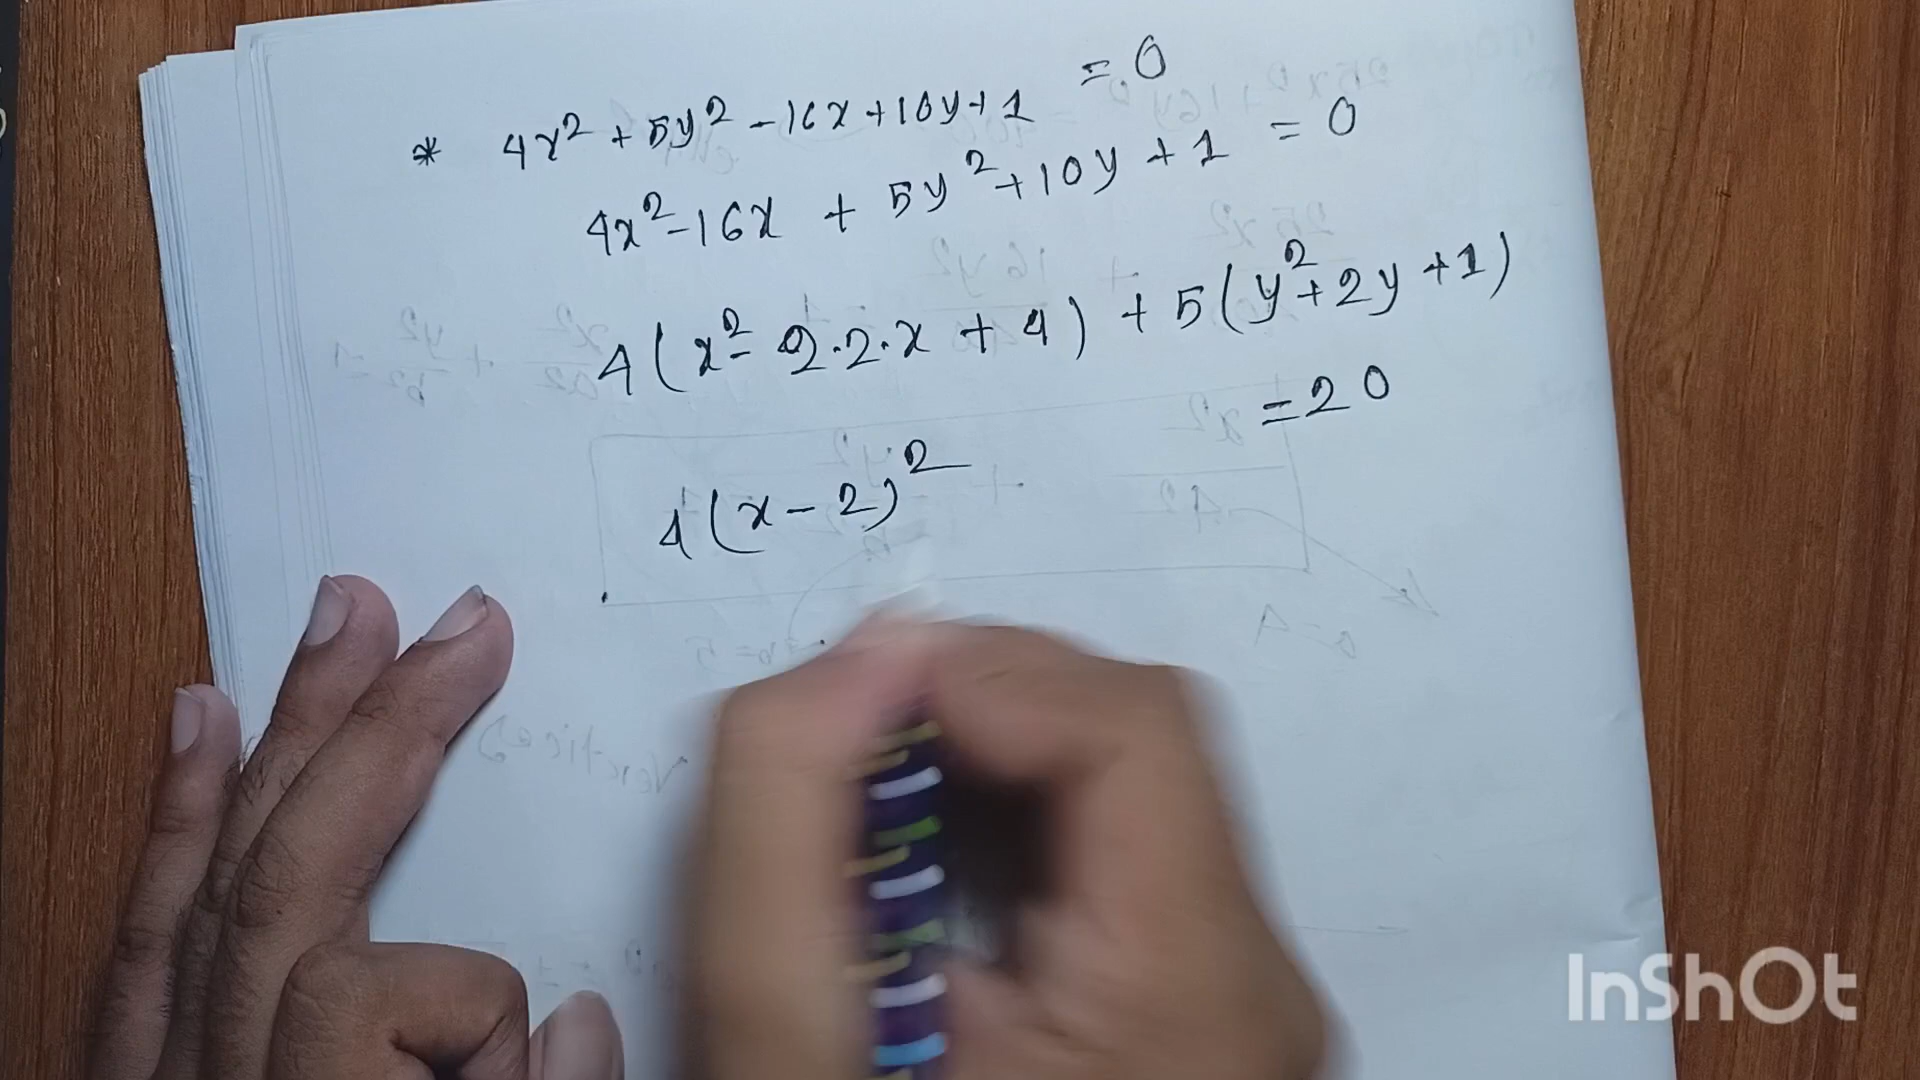 * 4x² + 5y² - 16x + 10y + 1 = 0
4x² - 16x + 5y² + 10y + 1 = 0
4(x² - 2·2·x + 4) + 5(y² + 2y + 1)
= 20
4(x - 2)²
InShOt